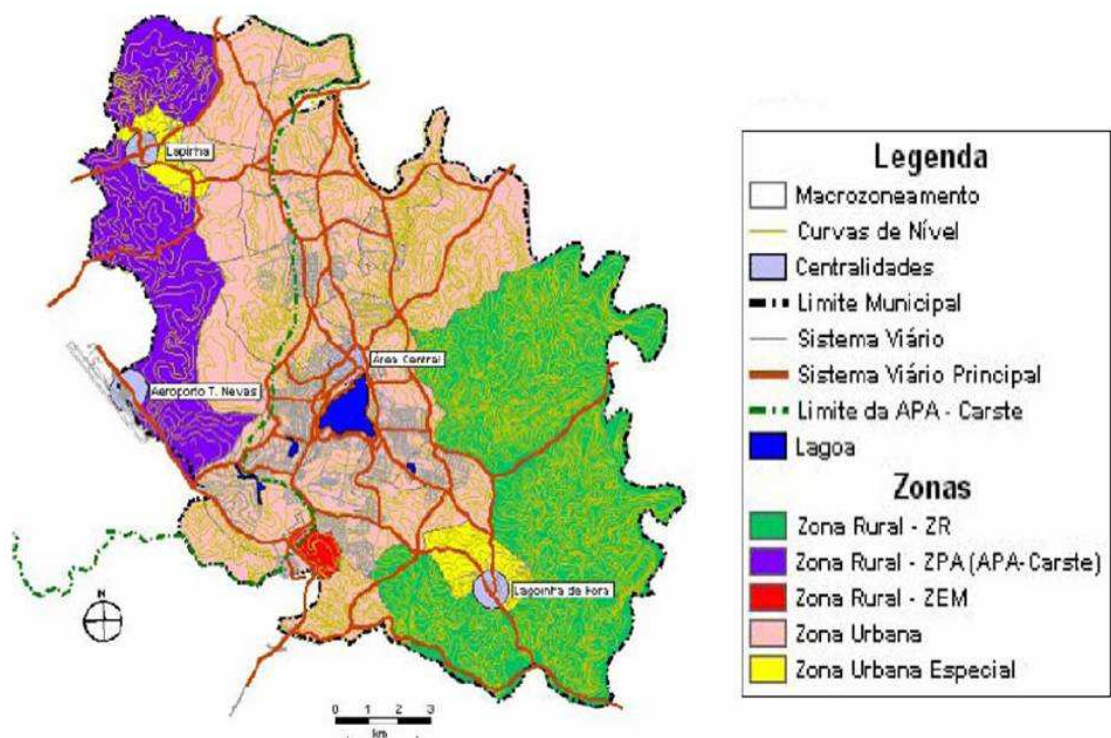 Lapinha
Área Central
Aeroporto T. Neves
Lagoinha de Fora
N
0 1 2 3
km
Legenda
Macrozoneamento
Curvas de Nível
Centralidades
Limite Municipal
Sistema Viário
Sistema Viário Principal
Limite da APA - Carste
Lagoa
Zonas
Zona Rural - ZR
Zona Rural - ZPA (APA-Carste)
Zona Rural - ZEM
Zona Urbana
Zona Urbana Especial